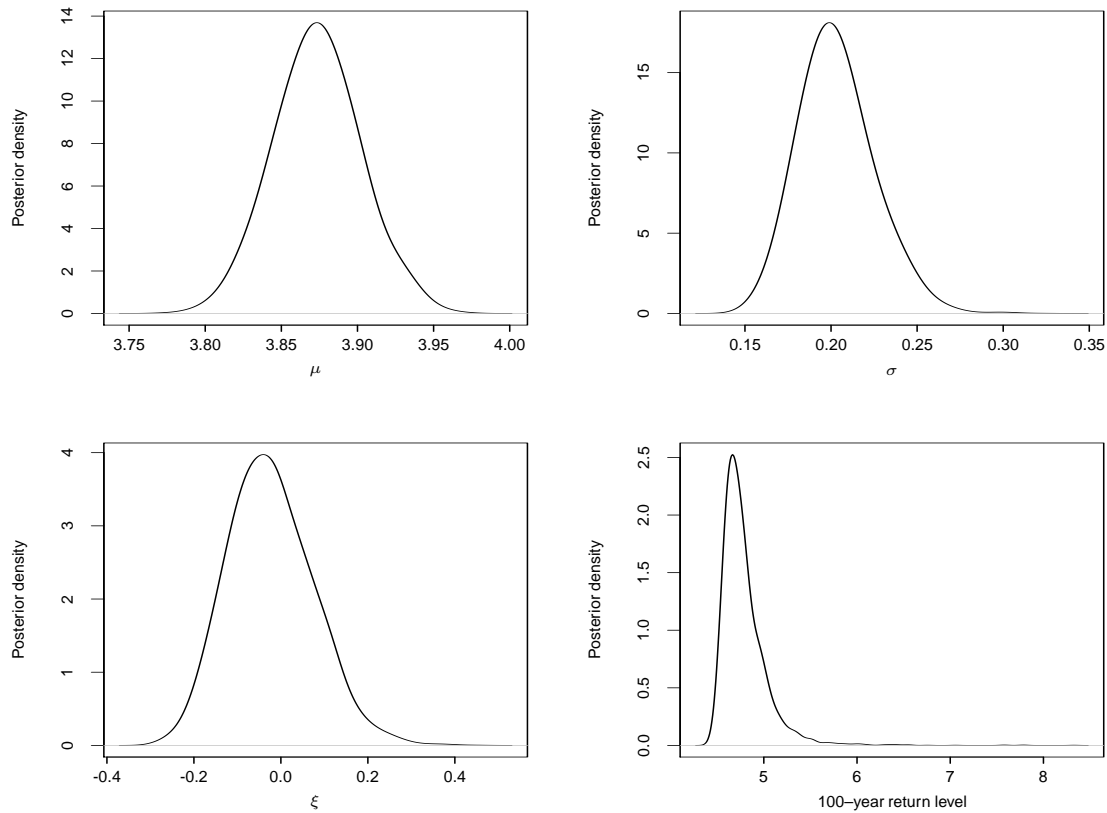 14
12
10
8
6
4
2
0
Posterior density
3.75 3.80 3.85 3.90 3.95 4.00
μ
15
10
5
0
Posterior density
0.15 0.20 0.25 0.30 0.35
σ
4
3
2
1
0
Posterior density
-0.4 -0.2 0.0 0.2 0.4
ξ
2.5
2.0
1.5
1.0
0.5
0.0
Posterior density
5 6 7 8
100–year return level